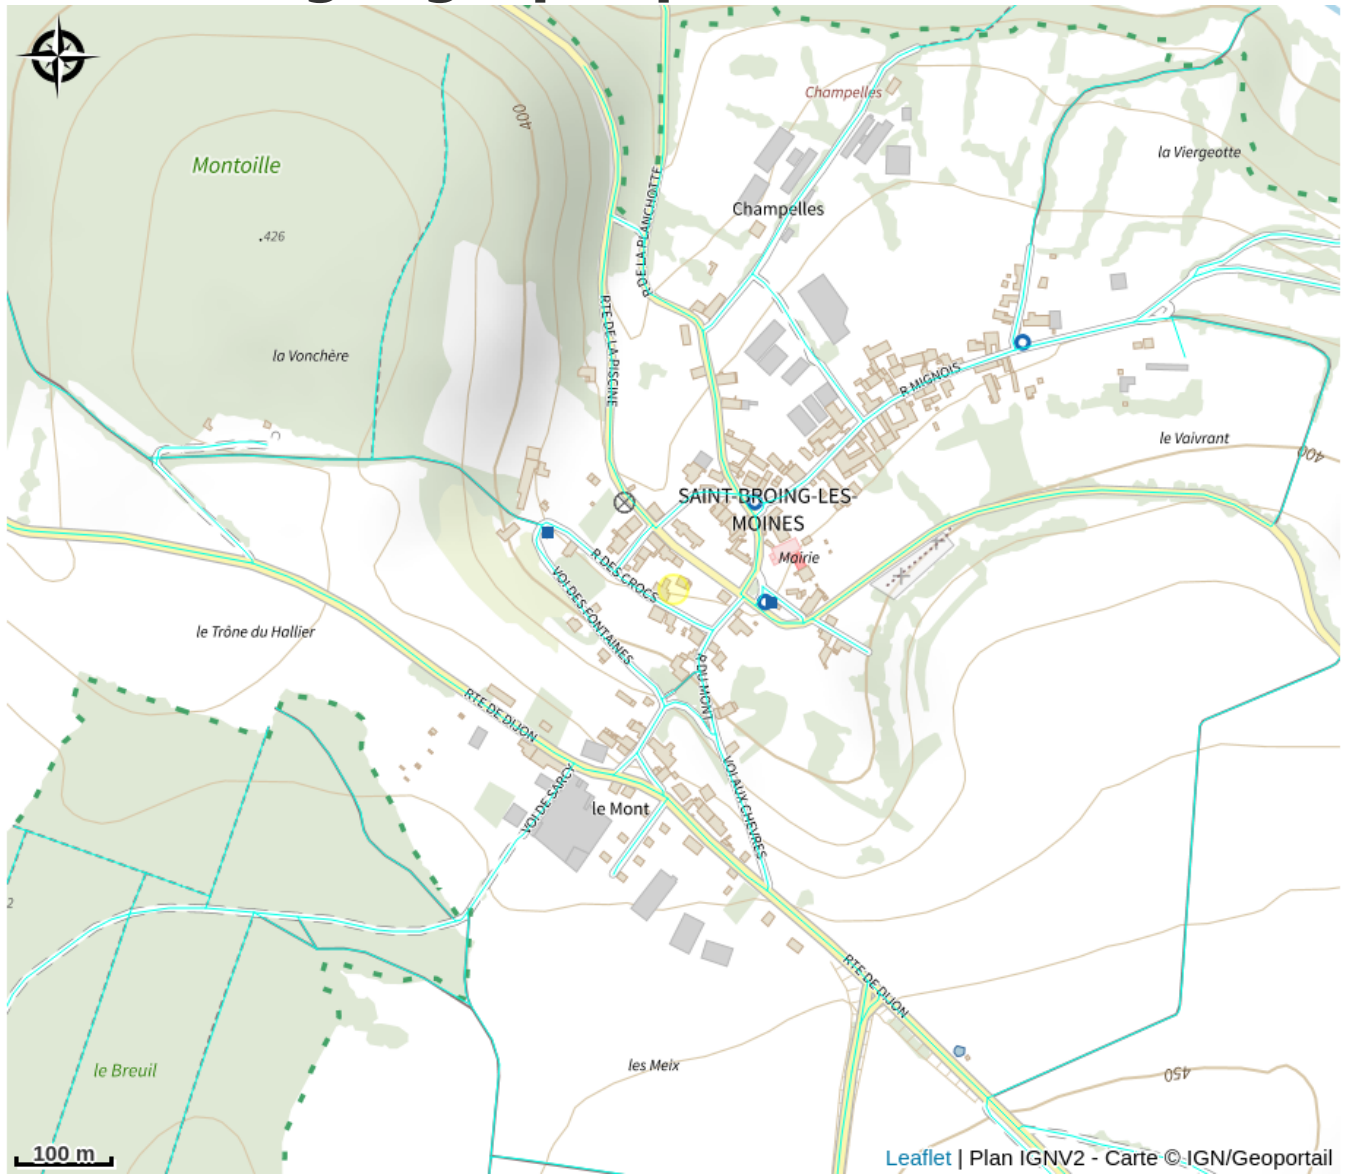 400
Champelles
la Viergeotte
Montoille
R DE LA PLANCHOTTE
Champelles
.426
RTE DE LA PISCINE
la Vonchère
R MIGNOIS
le Vaivrant
400
SAINT-BROING-LES-
MOINES
Mairie
R DES CROCS
VOI DES FONTAINES
le Trône du Hallier
R DU MONT
RTE DE DIJON
VOI AUX CHEVRES
VOI DE SARCY
le Mont
2
RTE DE DIJON
les Meix
le Breuil
450
100 m
Leaflet | Plan IGNV2 - Carte © IGN/Geoportail